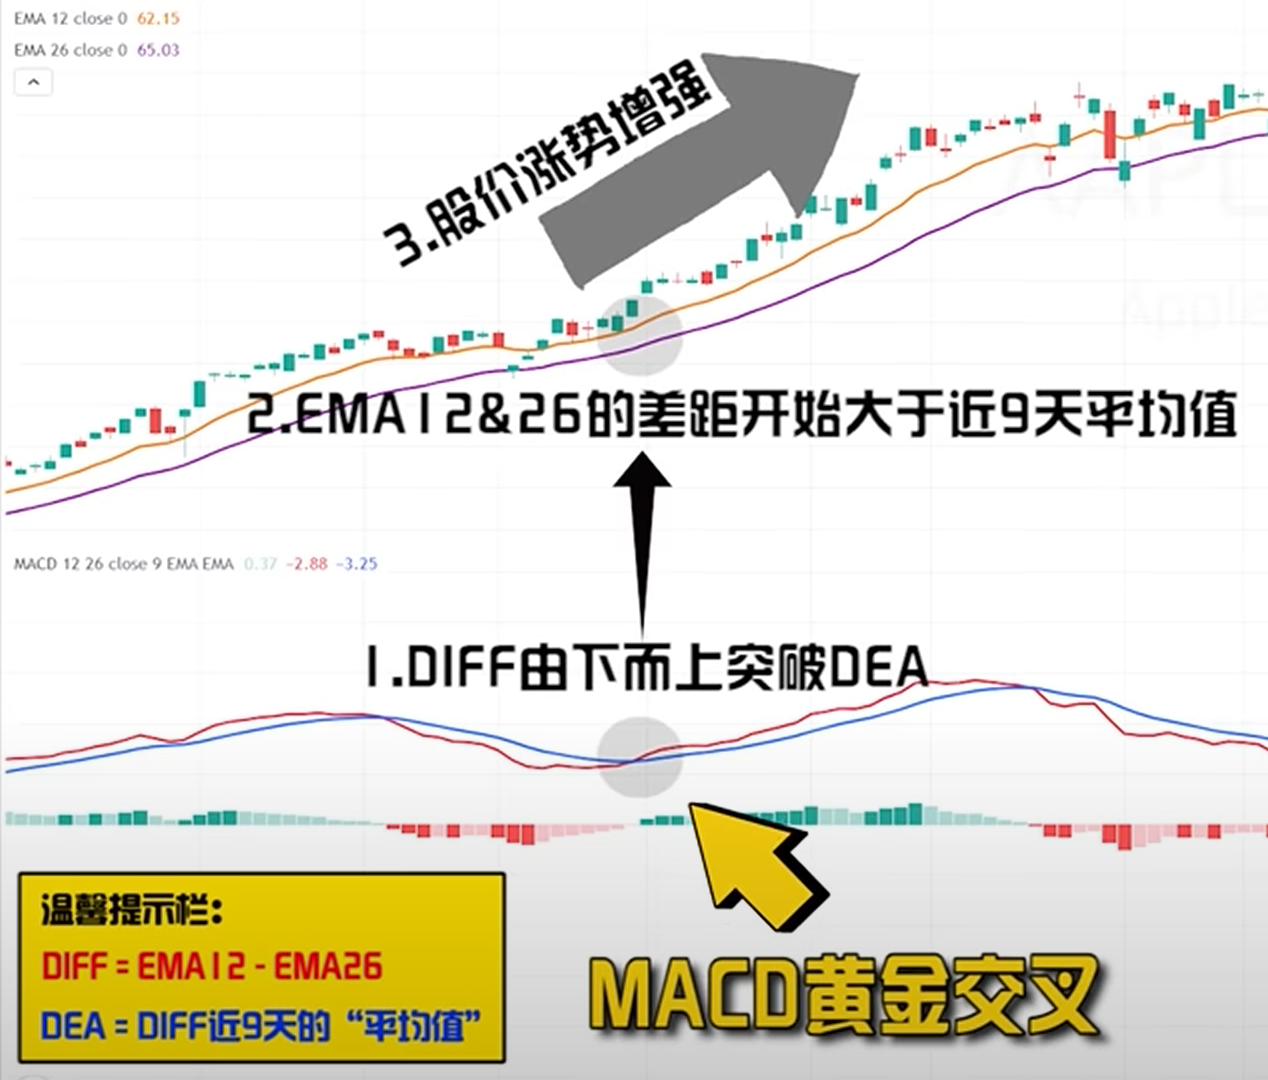 EMA 12 close 0 62.15
EMA 26 close 0 65.03
3.股价涨势增强
2.EMA12&26的差距开始大于近9天平均值
MACD 12 26 close 9 EMA EMA 0.37 −2.88 −3.25
1.DIFF由下而上突破DEA
温馨提示栏:
DIFF = EMA12 - EMA26
DEA = DIFF近9天的“平均值”
MACD黄金交叉
AAPL
Apple